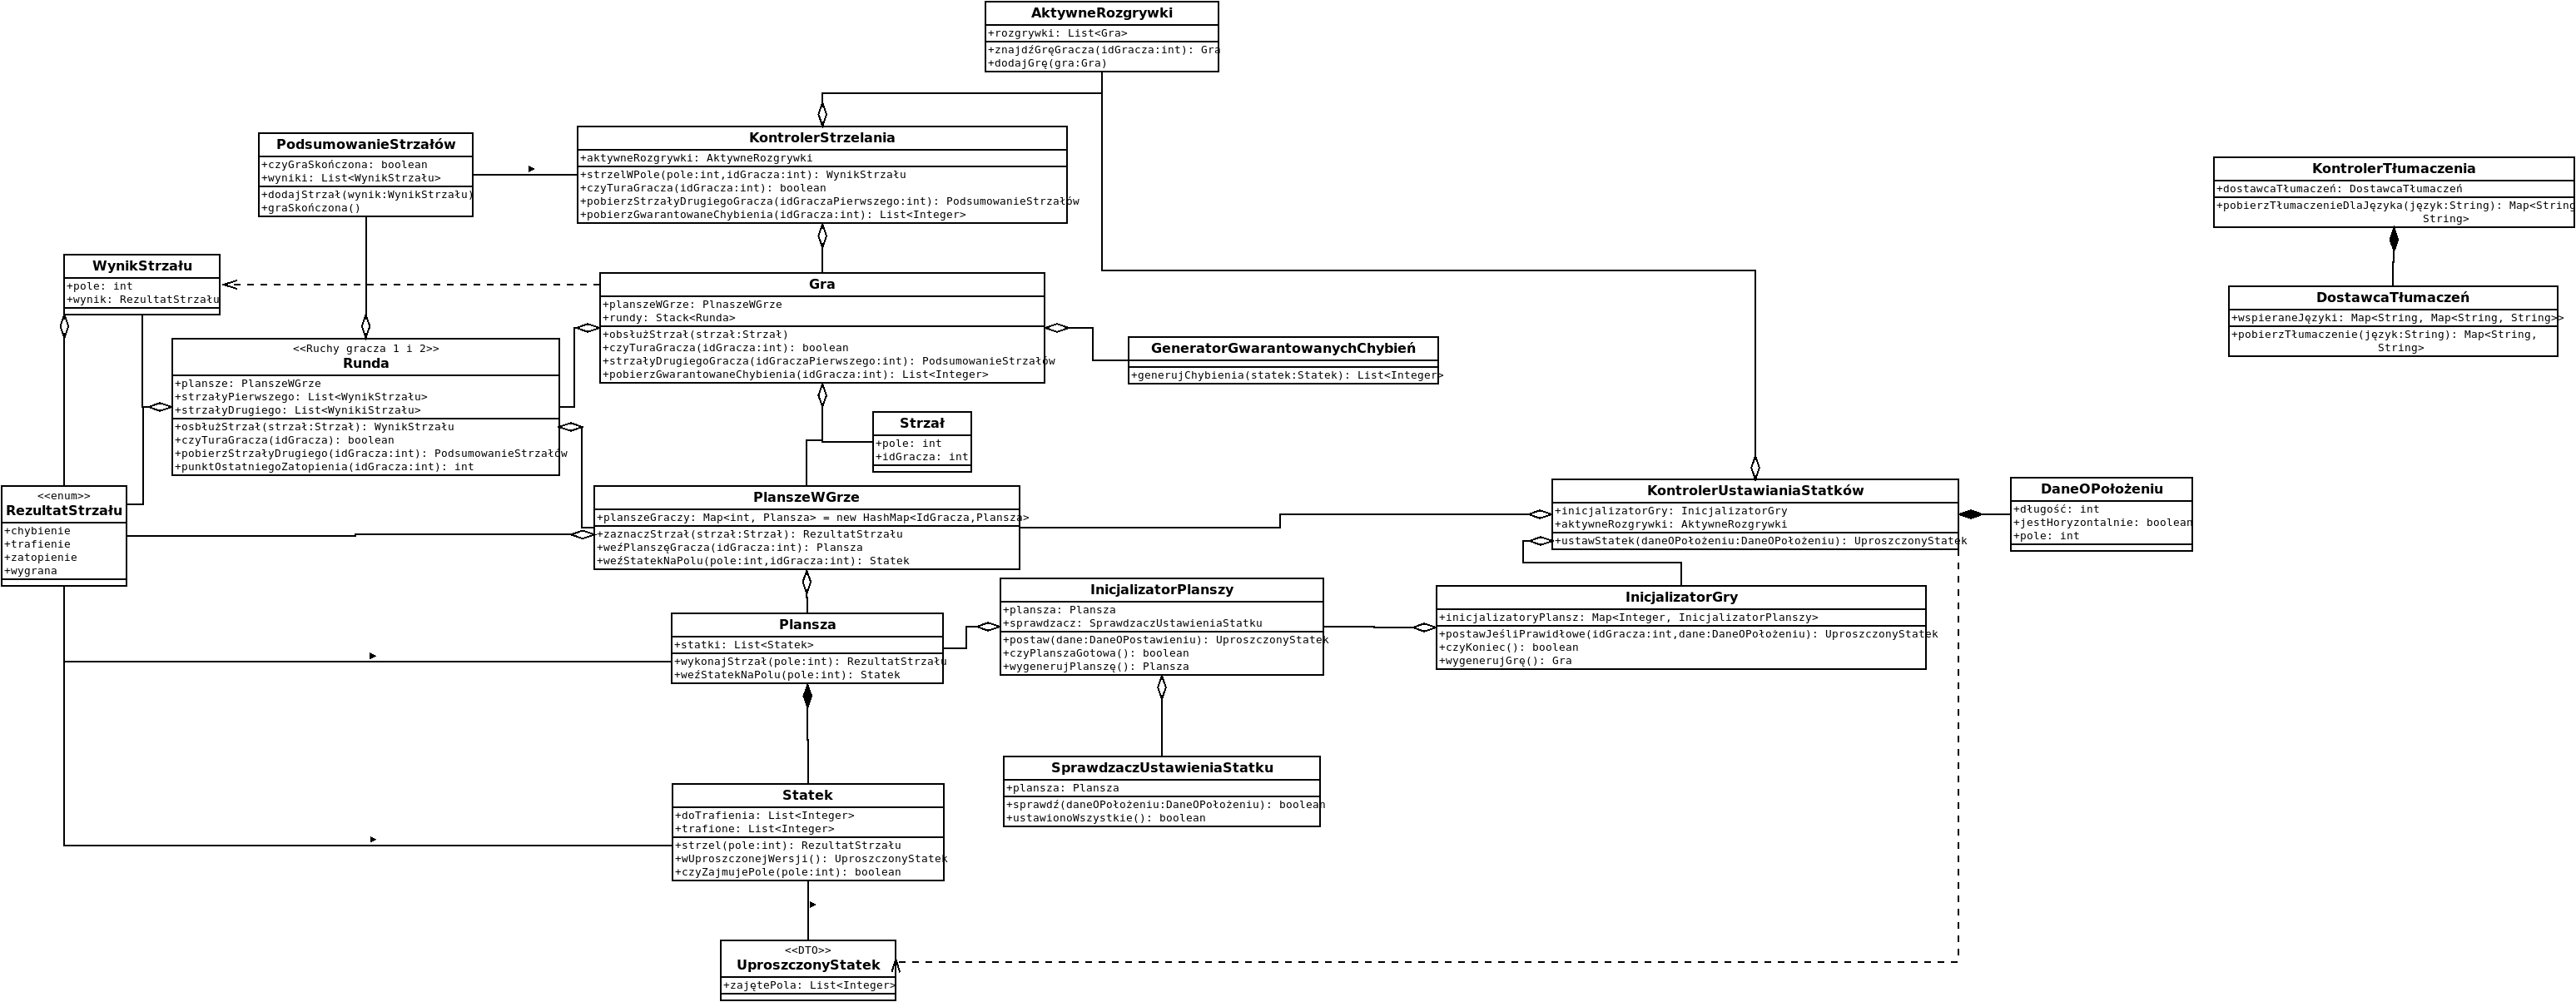 AktywneRozgrywki
+rozgrywki: List<Gra>
+znajdźGręGracza(idGracza:int): Gra
+dodajGrę(gra:Gra)
PodsumowanieStrzałów
+czyGraSkończona: boolean
+wyniki: List<WynikStrzału>
+dodajStrzał(wynik:WynikStrzału)
+graSkończona()
KontrolerStrzelania
+aktywneRozgrywki: AktywneRozgrywki
+strzelWPole(pole:int,idGracza:int): WynikStrzału
+czyTuraGracza(idGracza:int): boolean
+pobierzStrzałyDrugiegoGracza(idGraczaPierwszego:int): PodsumowanieStrzałów
+pobierzGwarantowaneChybienia(idGracza:int): List<Integer>
KontrolerTłumaczenia
+dostawcaTłumaczeń: DostawcaTłumaczeń
+pobierzTłumaczenieDlaJęzyka(język:String): Map<String
String>
WynikStrzału
+pole: int
+wynik: RezultatStrzału
Gra
+planszeWGrze: PlnaszeWGrze
+rundy: Stack<Runda>
+obsłużStrzał(strzał:Strzał)
+czyTuraGracza(idGracza:int): boolean
+strzałyDrugiegoGracza(idGraczaPierwszego:int): PodsumowanieStrzałów
+pobierzGwarantowaneChybienia(idGracza:int): List<Integer>
DostawcaTłumaczeń
+wspieraneJęzyki: Map<String, Map<String, String>>
+pobierzTłumaczenie(język:String): Map<String,
String>
<<Ruchy gracza 1 i 2>>
Runda
+plansze: PlanszeWGrze
+strzałyPierwszego: List<WynikStrzału>
+strzałyDrugiego: List<WynikiStrzału>
+osbłużStrzał(strzał:Strzał): WynikStrzału
+czyTuraGracza(idGracza): boolean
+pobierzStrzałyDrugiego(idGracza:int): PodsumowanieStrzałów
+punktOstatniegoZatopienia(idGracza:int): int
GeneratorGwarantowanychChybień
+generujChybienia(statek:Statek): List<Integer>
Strzał
+pole: int
+idGracza: int
<<enum>>
RezultatStrzału
+chybienie
+trafienie
+zatopienie
+wygrana
PlanszeWGrze
+planszeGraczy: Map<int, Plansza> = new HashMap<IdGracza,Plansza>
+zaznaczStrzał(strzał:Strzał): RezultatStrzału
+weźPlanszęGracza(idGracza:int): Plansza
+weźStatekNaPolu(pole:int,idGracza:int): Statek
KontrolerUstawianiaStatków
+inicjalizatorGry: InicjalizatorGry
+aktywneRozgrywki: AktywneRozgrywki
+ustawStatek(daneOPołożeniu:DaneOPołożeniu): UproszczonyStatek
DaneOPołożeniu
+długość: int
+jestHoryzontalnie: boolean
+pole: int
InicjalizatorPlanszy
+plansza: Plansza
+sprawdzacz: SprawdzaczUstawieniaStatku
+postaw(dane:DaneOPostawieniu): UproszczonyStatek
+czyPlanszaGotowa(): boolean
+wygenerujPlanszę(): Plansza
InicjalizatorGry
+inicjalizatoryPlansz: Map<Integer, InicjalizatorPlanszy>
+postawJeśliPrawidłowe(idGracza:int,dane:DaneOPołożeniu): UproszczonyStatek
+czyKoniec(): boolean
+wygenerujGrę(): Gra
Plansza
+statki: List<Statek>
+wykonajStrzał(pole:int): RezultatStrzału
+weźStatekNaPolu(pole:int): Statek
SprawdzaczUstawieniaStatku
+plansza: Plansza
+sprawdź(daneOPołożeniu:DaneOPołożeniu): boolean
+ustawionoWszystkie(): boolean
Statek
+doTrafienia: List<Integer>
+trafione: List<Integer>
+strzel(pole:int): RezultatStrzału
+wUproszczonejWersji(): UproszczonyStatek
+czyZajmujePole(pole:int): boolean
<<DTO>>
UproszczonyStatek
+zajętePola: List<Integer>